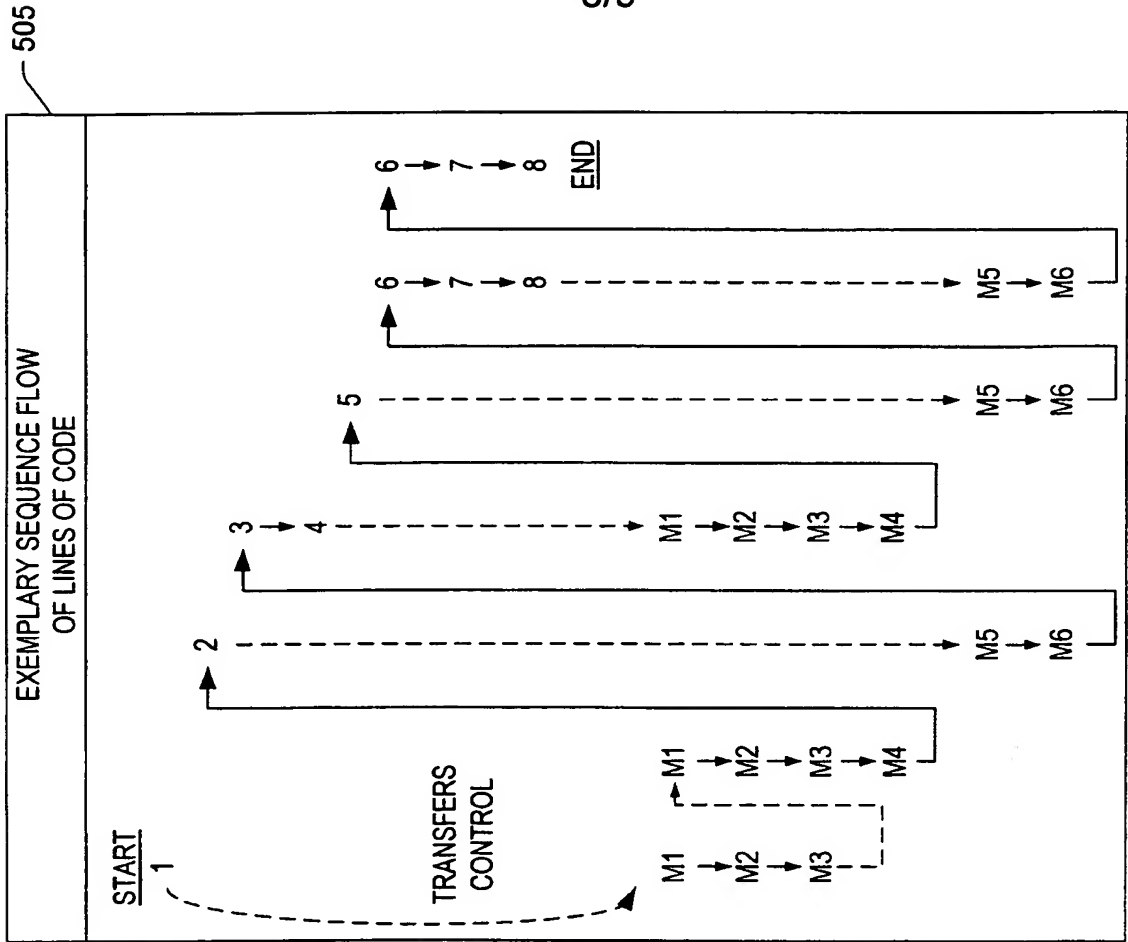 505
EXEMPLARY SEQUENCE FLOW
OF LINES OF CODE
START
1
TRANSFERS
CONTROL
M1
M2
M3
M1
M2
M3
M4
2
M5
M6
3
4
M1
M2
M3
M4
5
M5
M6
6
7
8
M5
M6
6
7
8
END